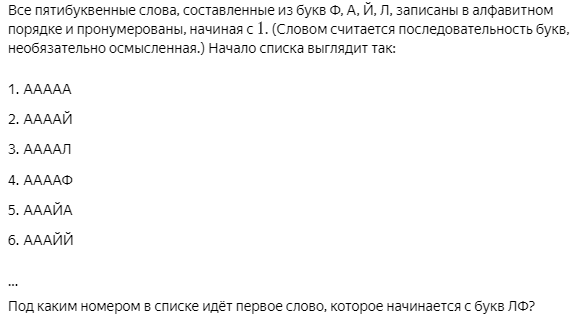 Все пятибуквенные слова, составленные из букв Ф, А, Й, Л, записаны в алфавитном
порядке и пронумерованы, начиная с 1. (Словом считается последовательность букв,
необязательно осмысленная.) Начало списка выглядит так:
1. ААААА
2. ААААЙ
3. ААААЛ
4. ААААФ
5. АААЙА
6. АААЙЙ
...
Под каким номером в списке идёт первое слово, которое начинается с букв ЛФ?